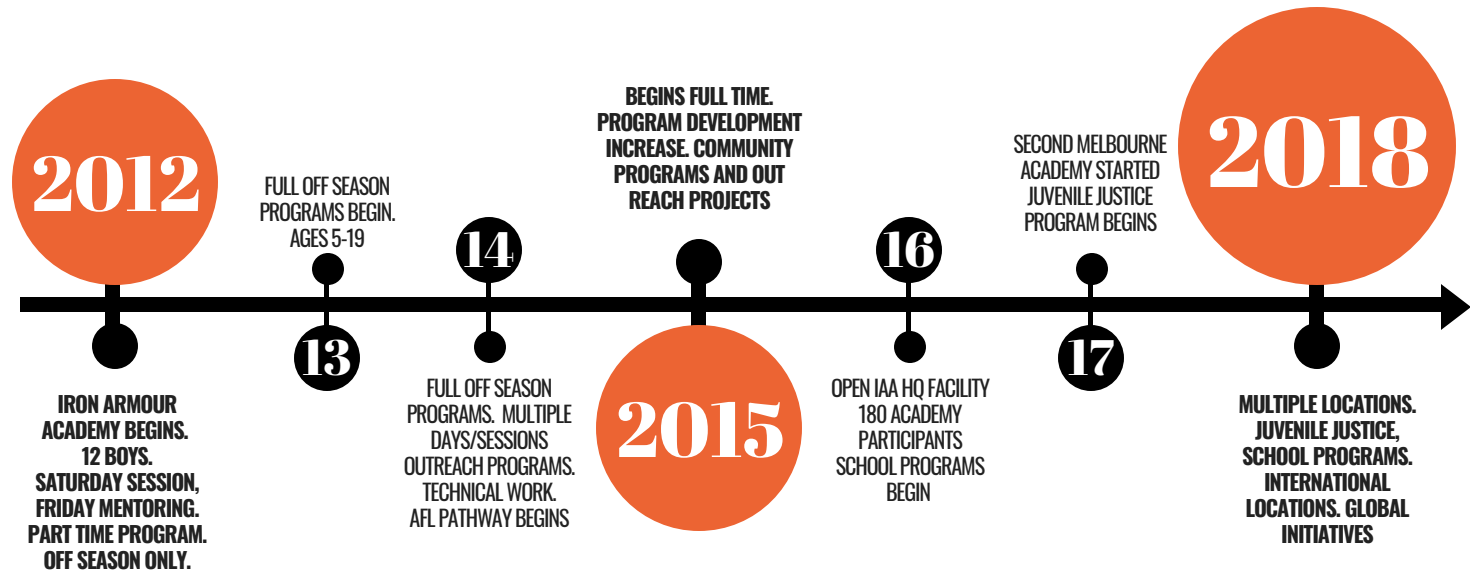 2012
IRON ARMOUR
ACADEMY BEGINS.
12 BOYS.
SATURDAY SESSION,
FRIDAY MENTORING.
PART TIME PROGRAM.
OFF SEASON ONLY.
FULL OFF SEASON
PROGRAMS BEGIN.
AGES 5-19
13
14
FULL OFF SEASON
PROGRAMS. MULTIPLE
DAYS/SESSIONS
OUTREACH PROGRAMS.
TECHNICAL WORK.
AFL PATHWAY BEGINS
BEGINS FULL TIME.
PROGRAM DEVELOPMENT
INCREASE. COMMUNITY
PROGRAMS AND OUT
REACH PROJECTS
2015
16
OPEN IAA HQ FACILITY
180 ACADEMY
PARTICIPANTS
SCHOOL PROGRAMS
BEGIN
SECOND MELBOURNE
ACADEMY STARTED
JUVENILE JUSTICE
PROGRAM BEGINS
17
2018
MULTIPLE LOCATIONS.
JUVENILE JUSTICE,
SCHOOL PROGRAMS.
INTERNATIONAL
LOCATIONS. GLOBAL
INITIATIVES